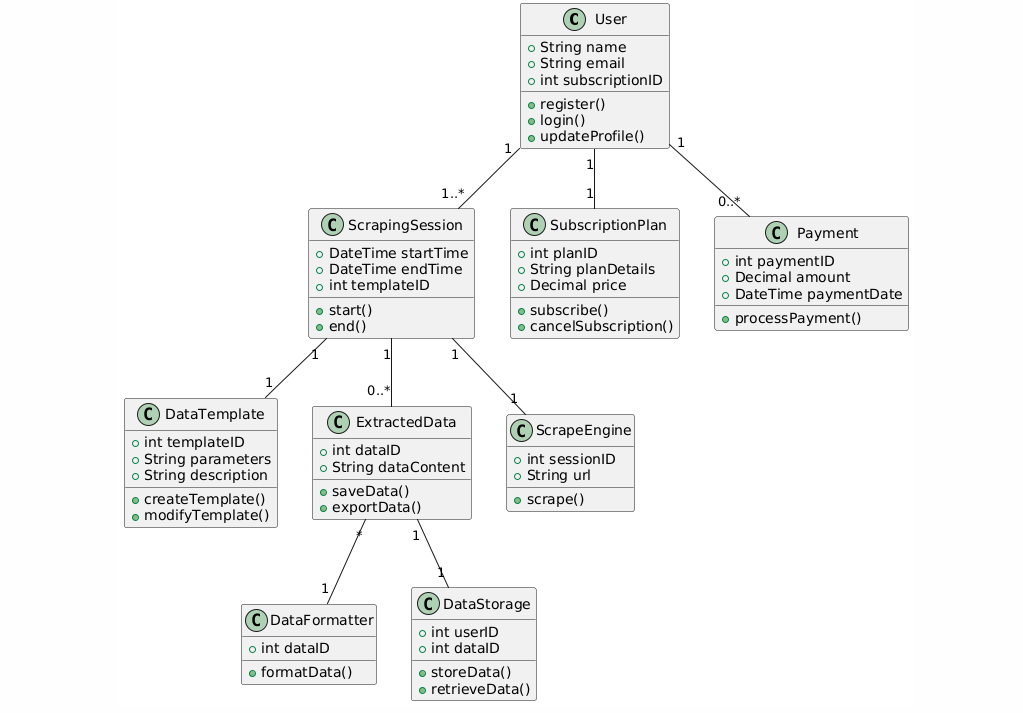 C User
String name
String email
int subscriptionID
register()
login()
updateProfile()
1
1
1
1..*
1
0..*
C ScrapingSession
DateTime startTime
DateTime endTime
int templateID
start()
end()
C SubscriptionPlan
int planID
String planDetails
Decimal price
subscribe()
cancelSubscription()
C Payment
int paymentID
Decimal amount
DateTime paymentDate
processPayment()
1
1
1
1
0..*
1
C DataTemplate
int templateID
String parameters
String description
createTemplate()
modifyTemplate()
C ExtractedData
int dataID
String dataContent
saveData()
exportData()
C ScrapeEngine
int sessionID
String url
scrape()
*
1
1
1
C DataFormatter
int dataID
formatData()
C DataStorage
int userID
int dataID
storeData()
retrieveData()